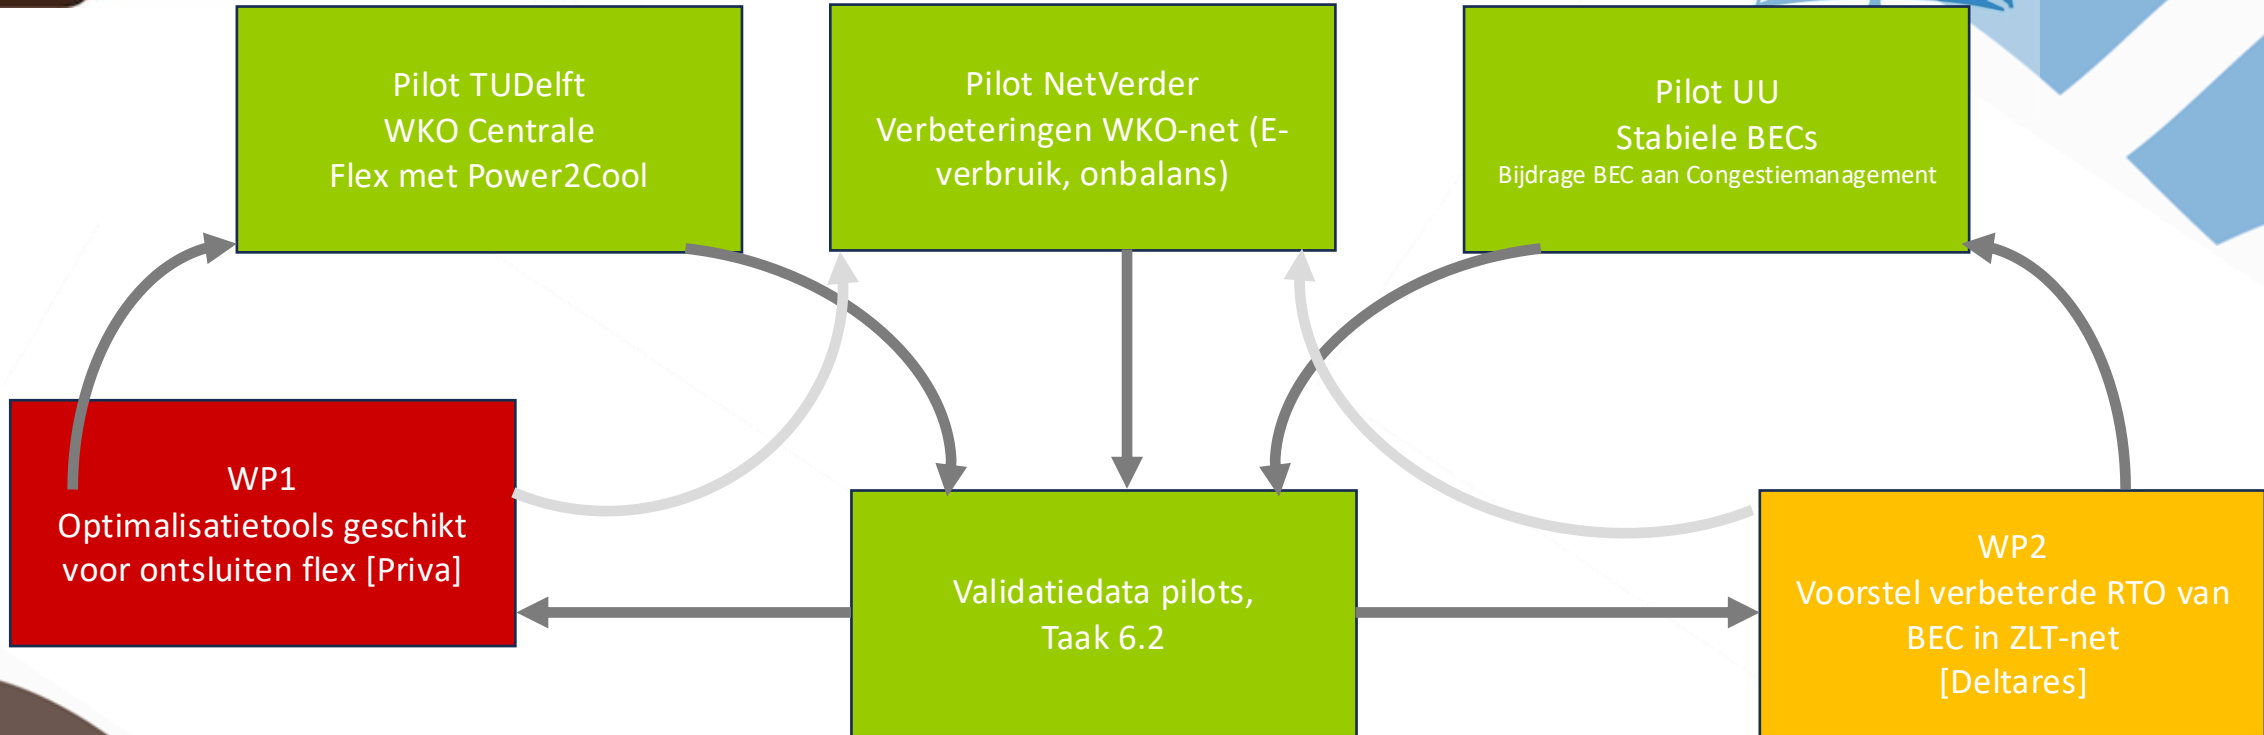 Pilot TUDelft
WKO Centrale
Flex met Power2Cool
Pilot NetVerder
Verbeteringen WKO-net (E-
verbruik, onbalans)
Pilot UU
Stabiele BECs
Bijdrage BEC aan Congestiemanagement
WP1
Optimalisatietools geschikt
voor ontsluiten flex [Priva]
Validatiedata pilots,
Taak 6.2
WP2
Voorstel verbeterde RTO van
BEC in ZLT-net
[Deltares]